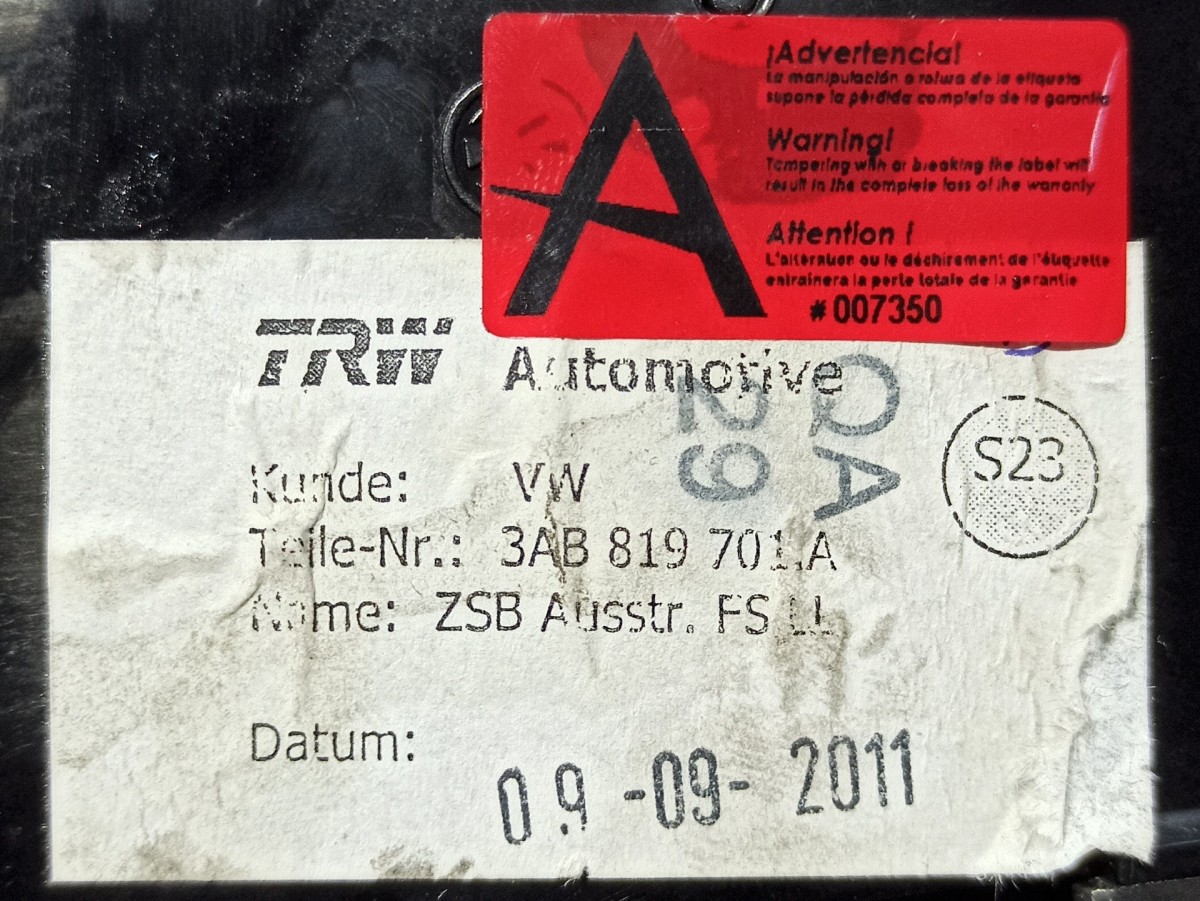 ¡Advertencia!
La manipulación o rotura de la etiqueta
supone la pérdida completa de la garantía
Warning!
Tampering with or breaking the label will
result in the complete loss of the warranty
Attention !
L'altération ou le déchirement de l'étiquette
entraînera la perte totale de la garantie
# 007350
TRW Automotive
QA
29
S23
Kunde: VW
Teile-Nr.: 3AB 819 701 A
Name: ZSB Ausstr. FS LL
Datum:
09-09-2011